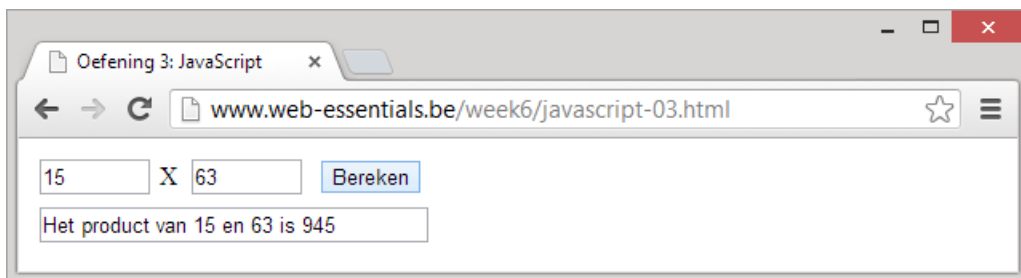 Oefening 3: JavaScript
www.web-essentials.be/week6/javascript-03.html
15 X 63 Bereken
Het product van 15 en 63 is 945